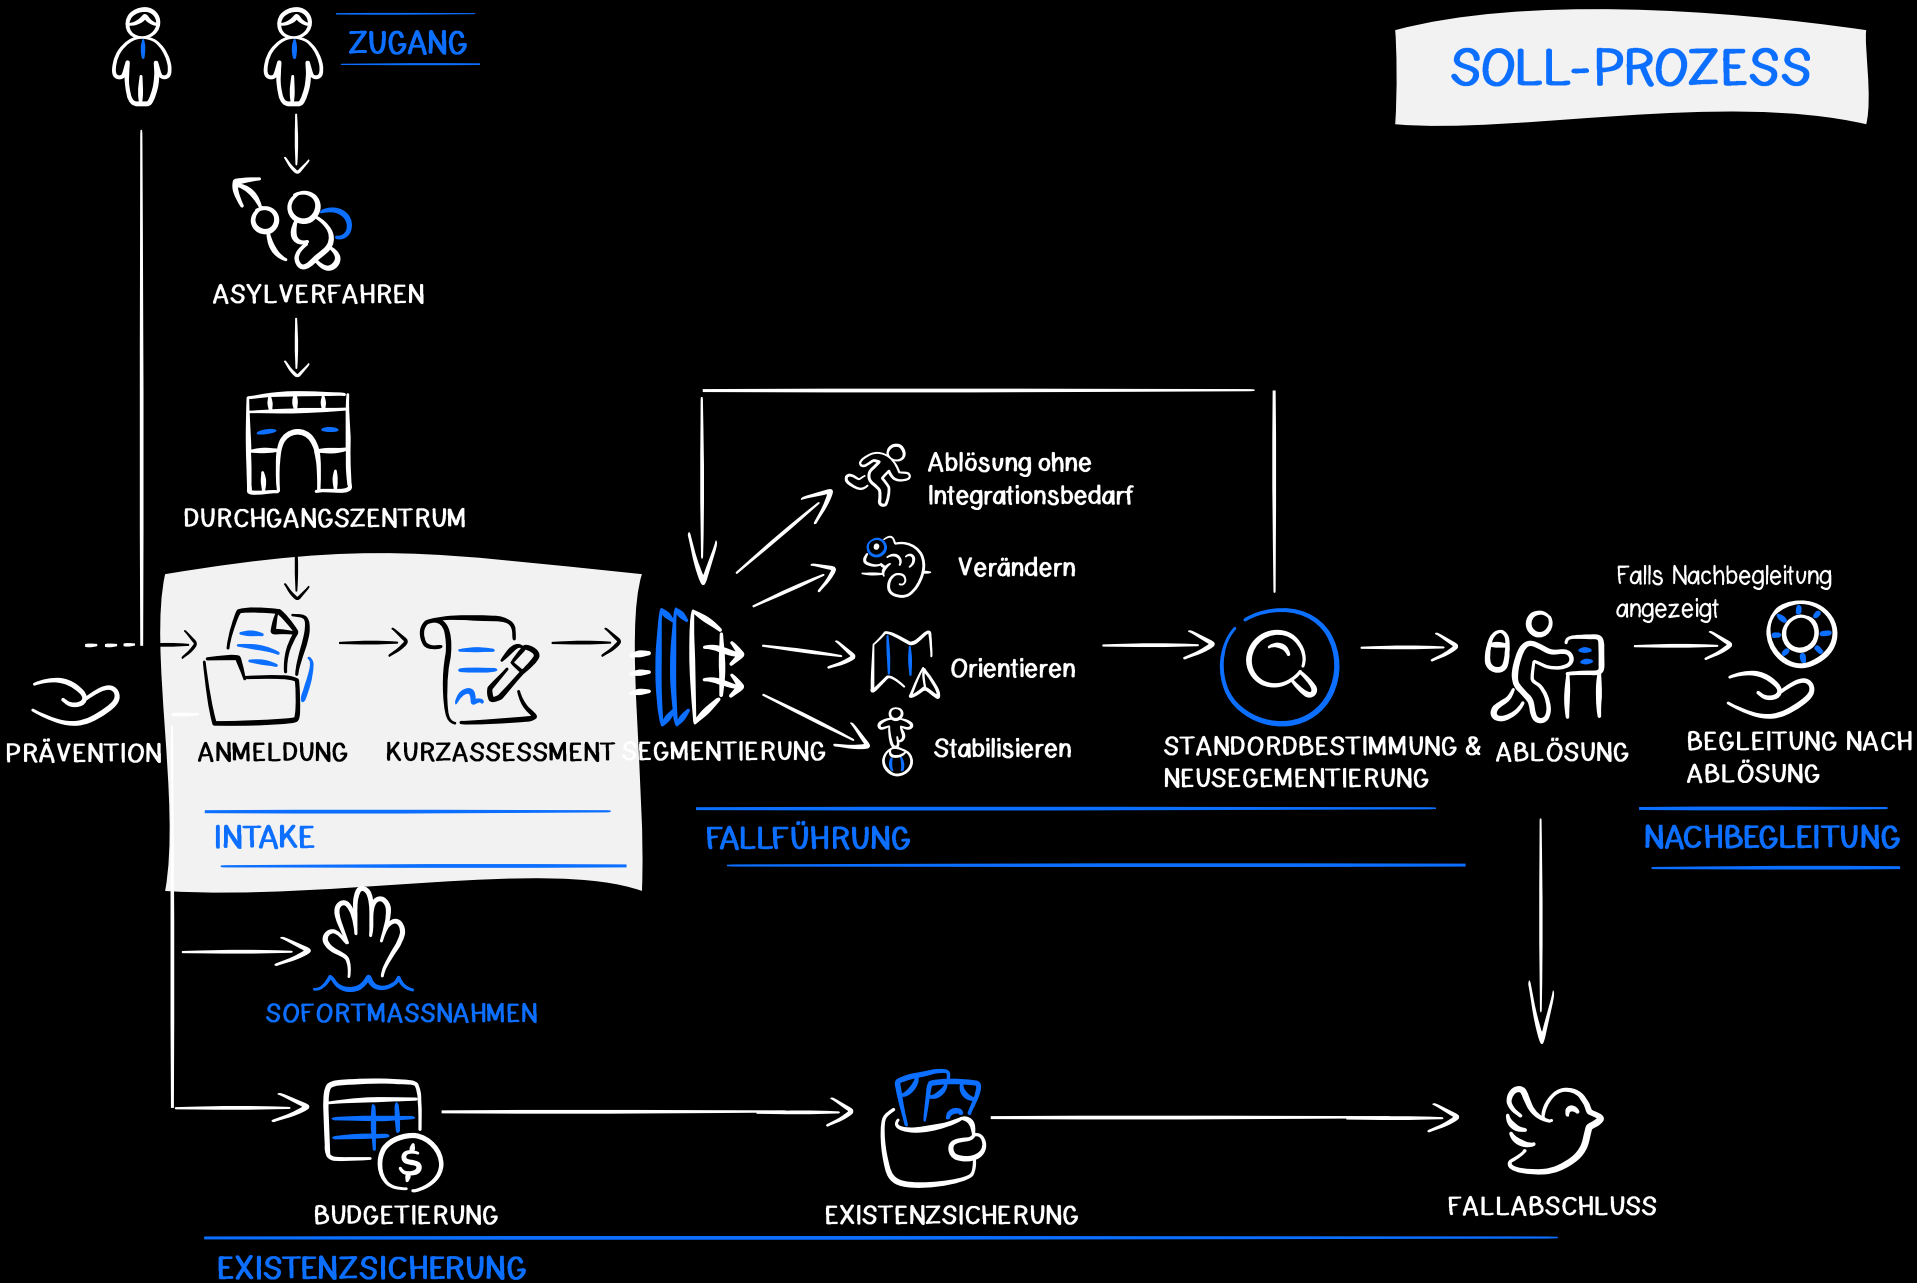 ZUGANG
SOLL-PROZESS
ASYLVERFAHREN
DURCHGANGSZENTRUM
Ablösung ohne
Integrationsbedarf
Verändern
Orientieren
Stabilisieren
Falls Nachbegleitung
angezeigt
PRÄVENTION
ANMELDUNG
KURZASSESSMENT
SEGMENTIERUNG
STANDORDBESTIMMUNG &
NEUSEGEMENTIERUNG
ABLÖSUNG
BEGLEITUNG NACH
ABLÖSUNG
INTAKE
FALLFÜHRUNG
NACHBEGLEITUNG
SOFORTMASSNAHMEN
$
BUDGETIERUNG
EXISTENZSICHERUNG
FALLABSCHLUSS
EXISTENZSICHERUNG